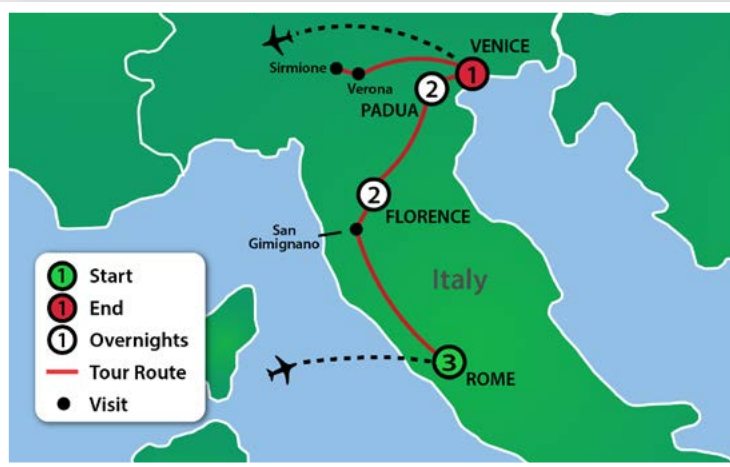 VENICE
1
Sirmione
Verona
2
PADUA
2
FLORENCE
San
Gimignano
Italy
3
ROME
1 Start
1 End
1 Overnights
Tour Route
Visit